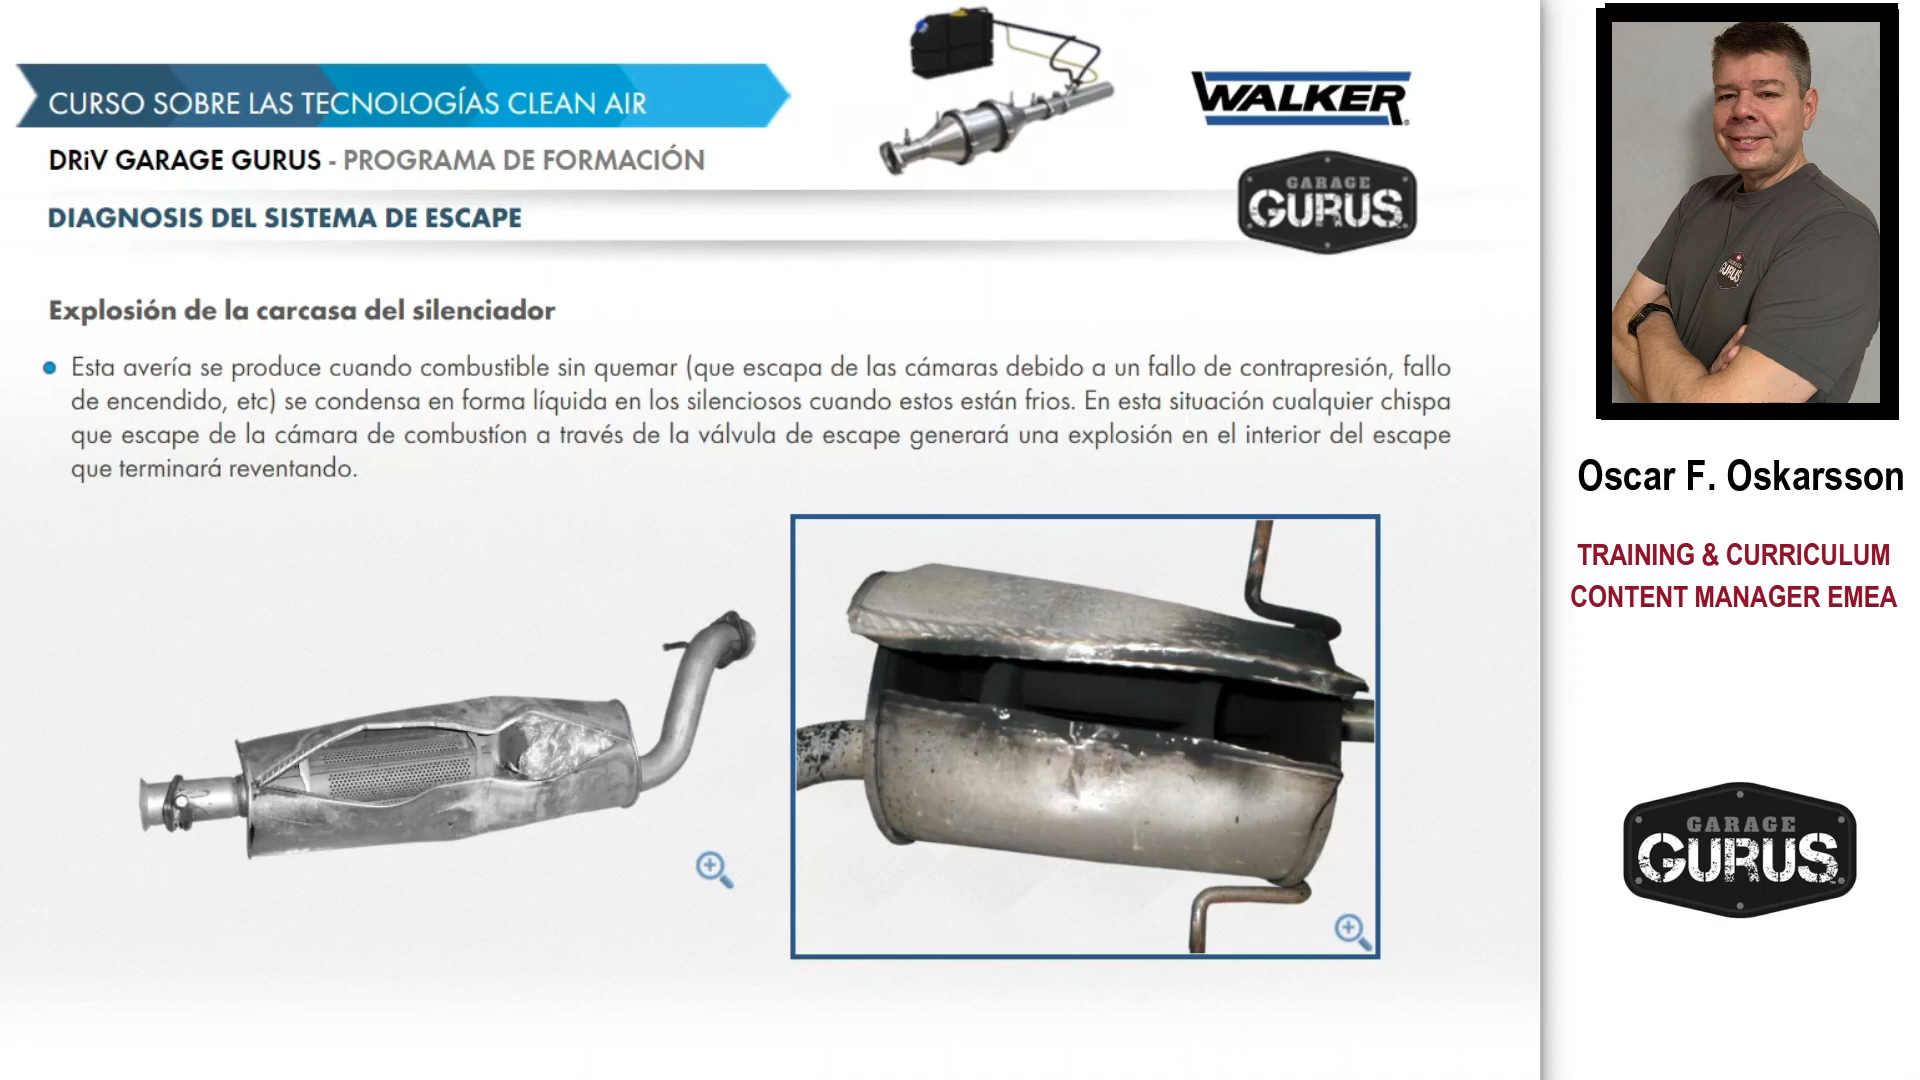 CURSO SOBRE LAS TECNOLOGÍAS CLEAN AIR
DRiV GARAGE GURUS - PROGRAMA DE FORMACIÓN
DIAGNOSIS DEL SISTEMA DE ESCAPE
WALKER
GARAGE
GURUS
Explosión de la carcasa del silenciador
Esta avería se produce cuando combustible sin quemar (que escapa de las cámaras debido a un fallo de contrapresión, fallo
de encendido, etc) se condensa en forma líquida en los silenciosos cuando estos están frios. En esta situación cualquier chispa
que escape de la cámara de combustíon a través de la válvula de escape generará una explosión en el interior del escape
que terminará reventando.
GARAGE
GURUS
Oscar F. Oskarsson
TRAINING & CURRICULUM
CONTENT MANAGER EMEA
GARAGE
GURUS